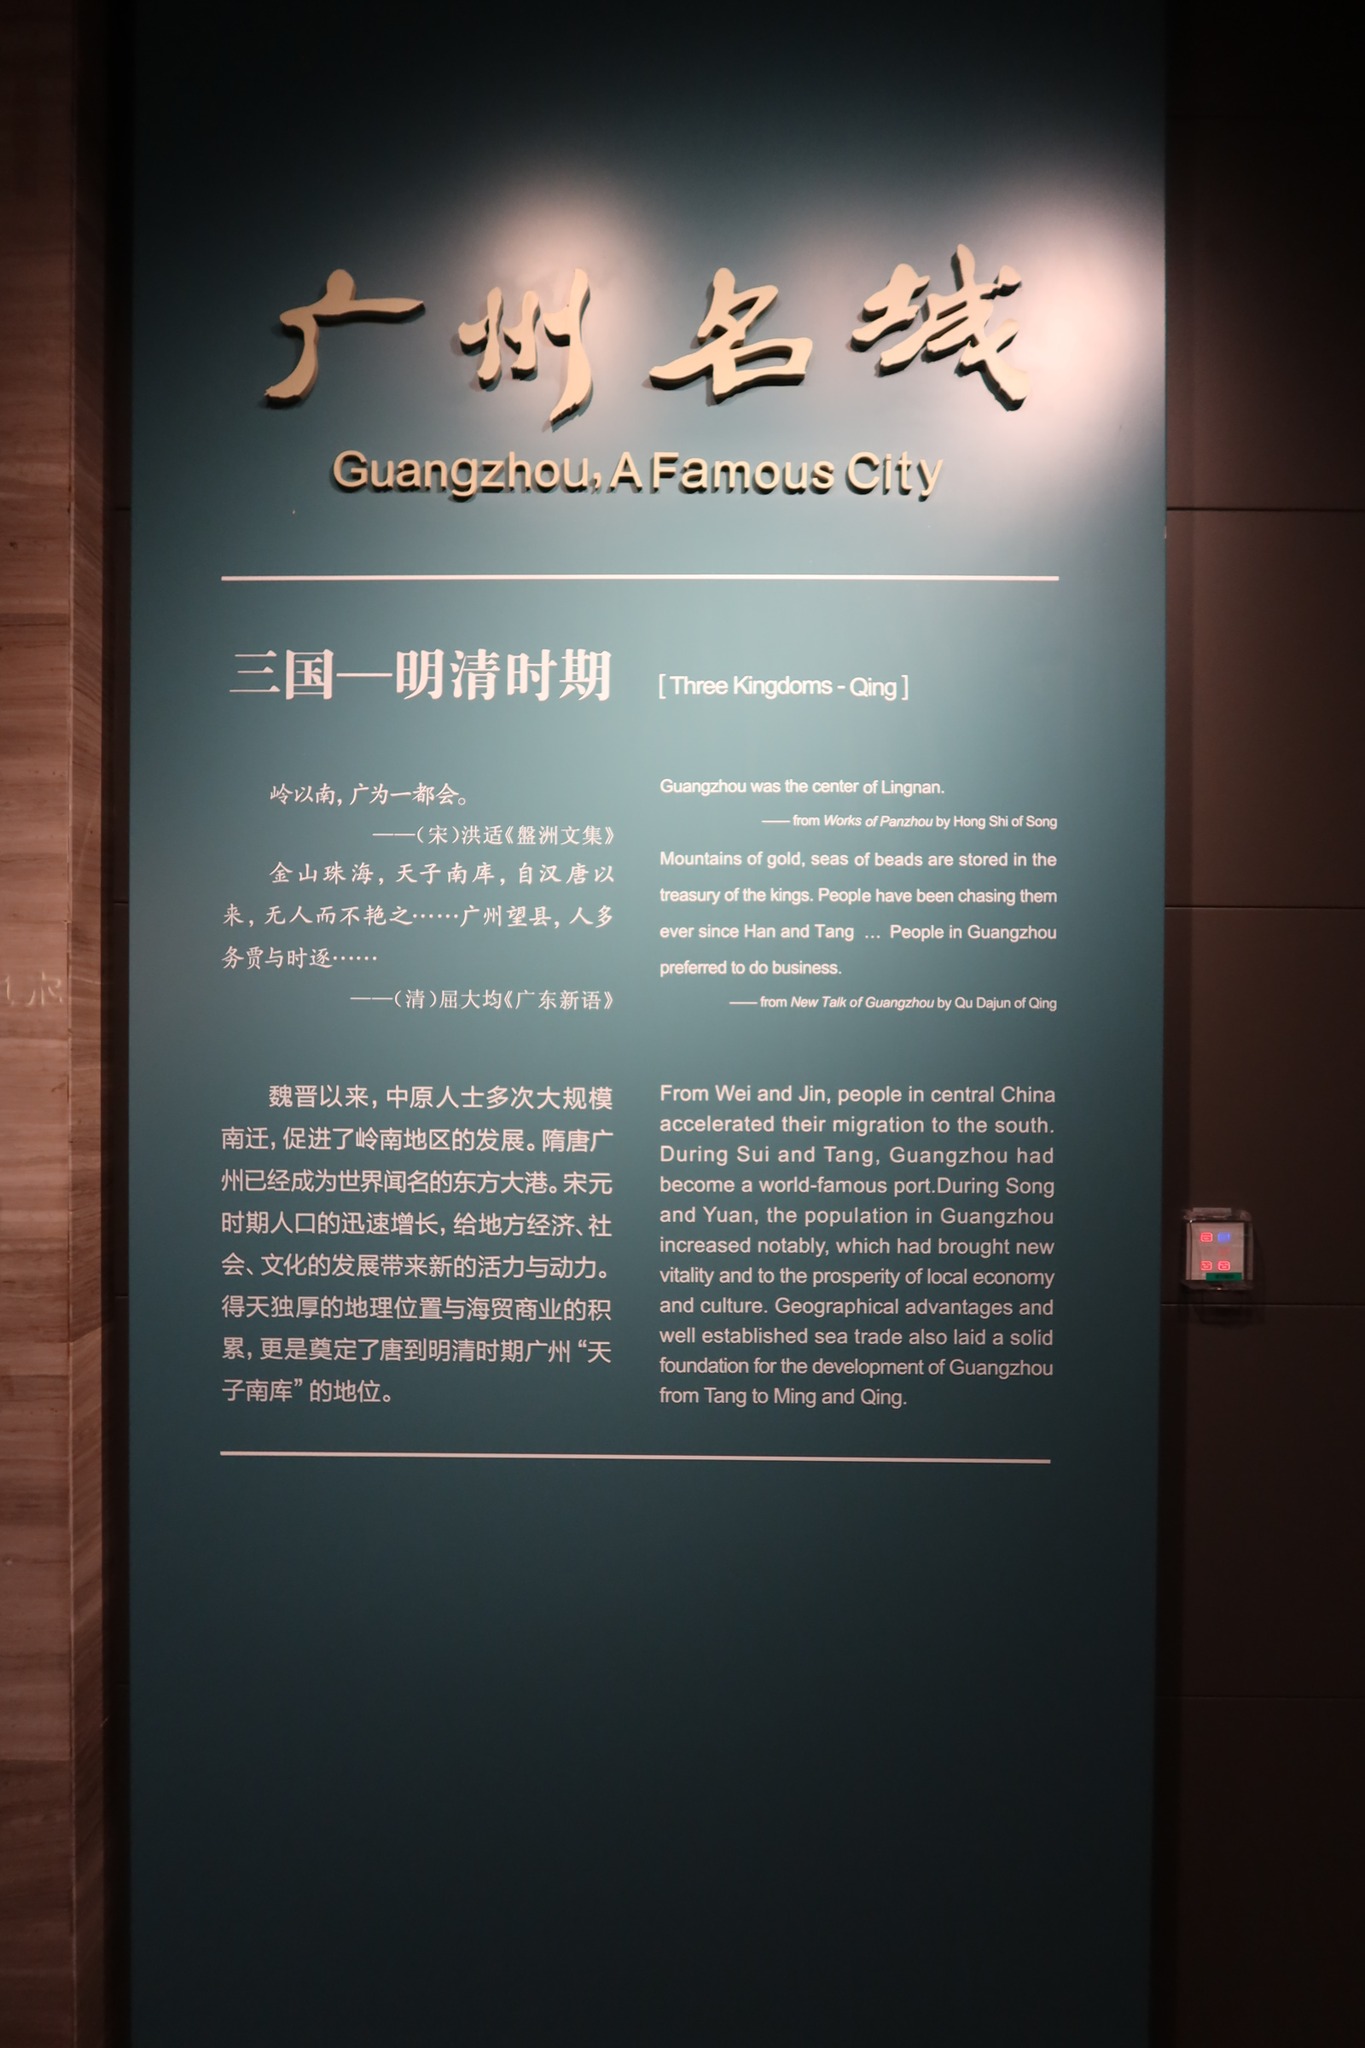 广州名城
Guangzhou, A Famous City
三国—明清时期
[ Three Kingdoms - Qing ]
岭以南，广为一都会。
——（宋）洪适《盤洲文集》
金山珠海，天子南库，自汉唐以
来，无人而不艳之……广州望县，人多
务贾与时逐……
——（清）屈大均《广东新语》
Guangzhou was the center of Lingnan.
—— from Works of Panzhou by Hong Shi of Song
Mountains of gold, seas of beads are stored in the
treasury of the kings. People have been chasing them
ever since Han and Tang ... People in Guangzhou
preferred to do business.
—— from New Talk of Guangzhou by Qu Dajun of Qing
魏晋以来，中原人士多次大规模
南迁，促进了岭南地区的发展。隋唐广
州已经成为世界闻名的东方大港。宋元
时期人口的迅速增长，给地方经济、社
会、文化的发展带来新的活力与动力。
得天独厚的地理位置与海贸商业的积
累，更是奠定了唐到明清时期广州“天
子南库”的地位。
From Wei and Jin, people in central China
accelerated their migration to the south.
During Sui and Tang, Guangzhou had
become a world-famous port.During Song
and Yuan, the population in Guangzhou
increased notably, which had brought new
vitality and to the prosperity of local economy
and culture. Geographical advantages and
well established sea trade also laid a solid
foundation for the development of Guangzhou
from Tang to Ming and Qing.